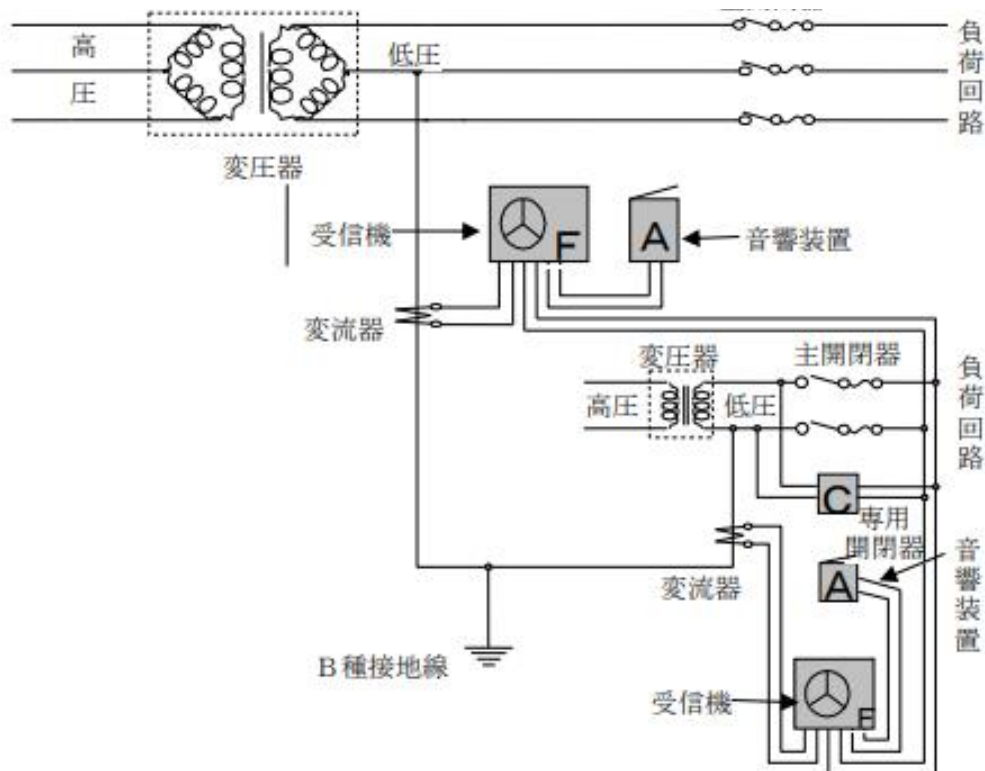 高圧
低圧
負荷回路
変圧器
受信機
F
A
音響装置
変流器
変圧器
主開閉器
高圧
低圧
負荷回路
C
専用
開閉器
A
音響装置
変流器
B種接地線
受信機
F